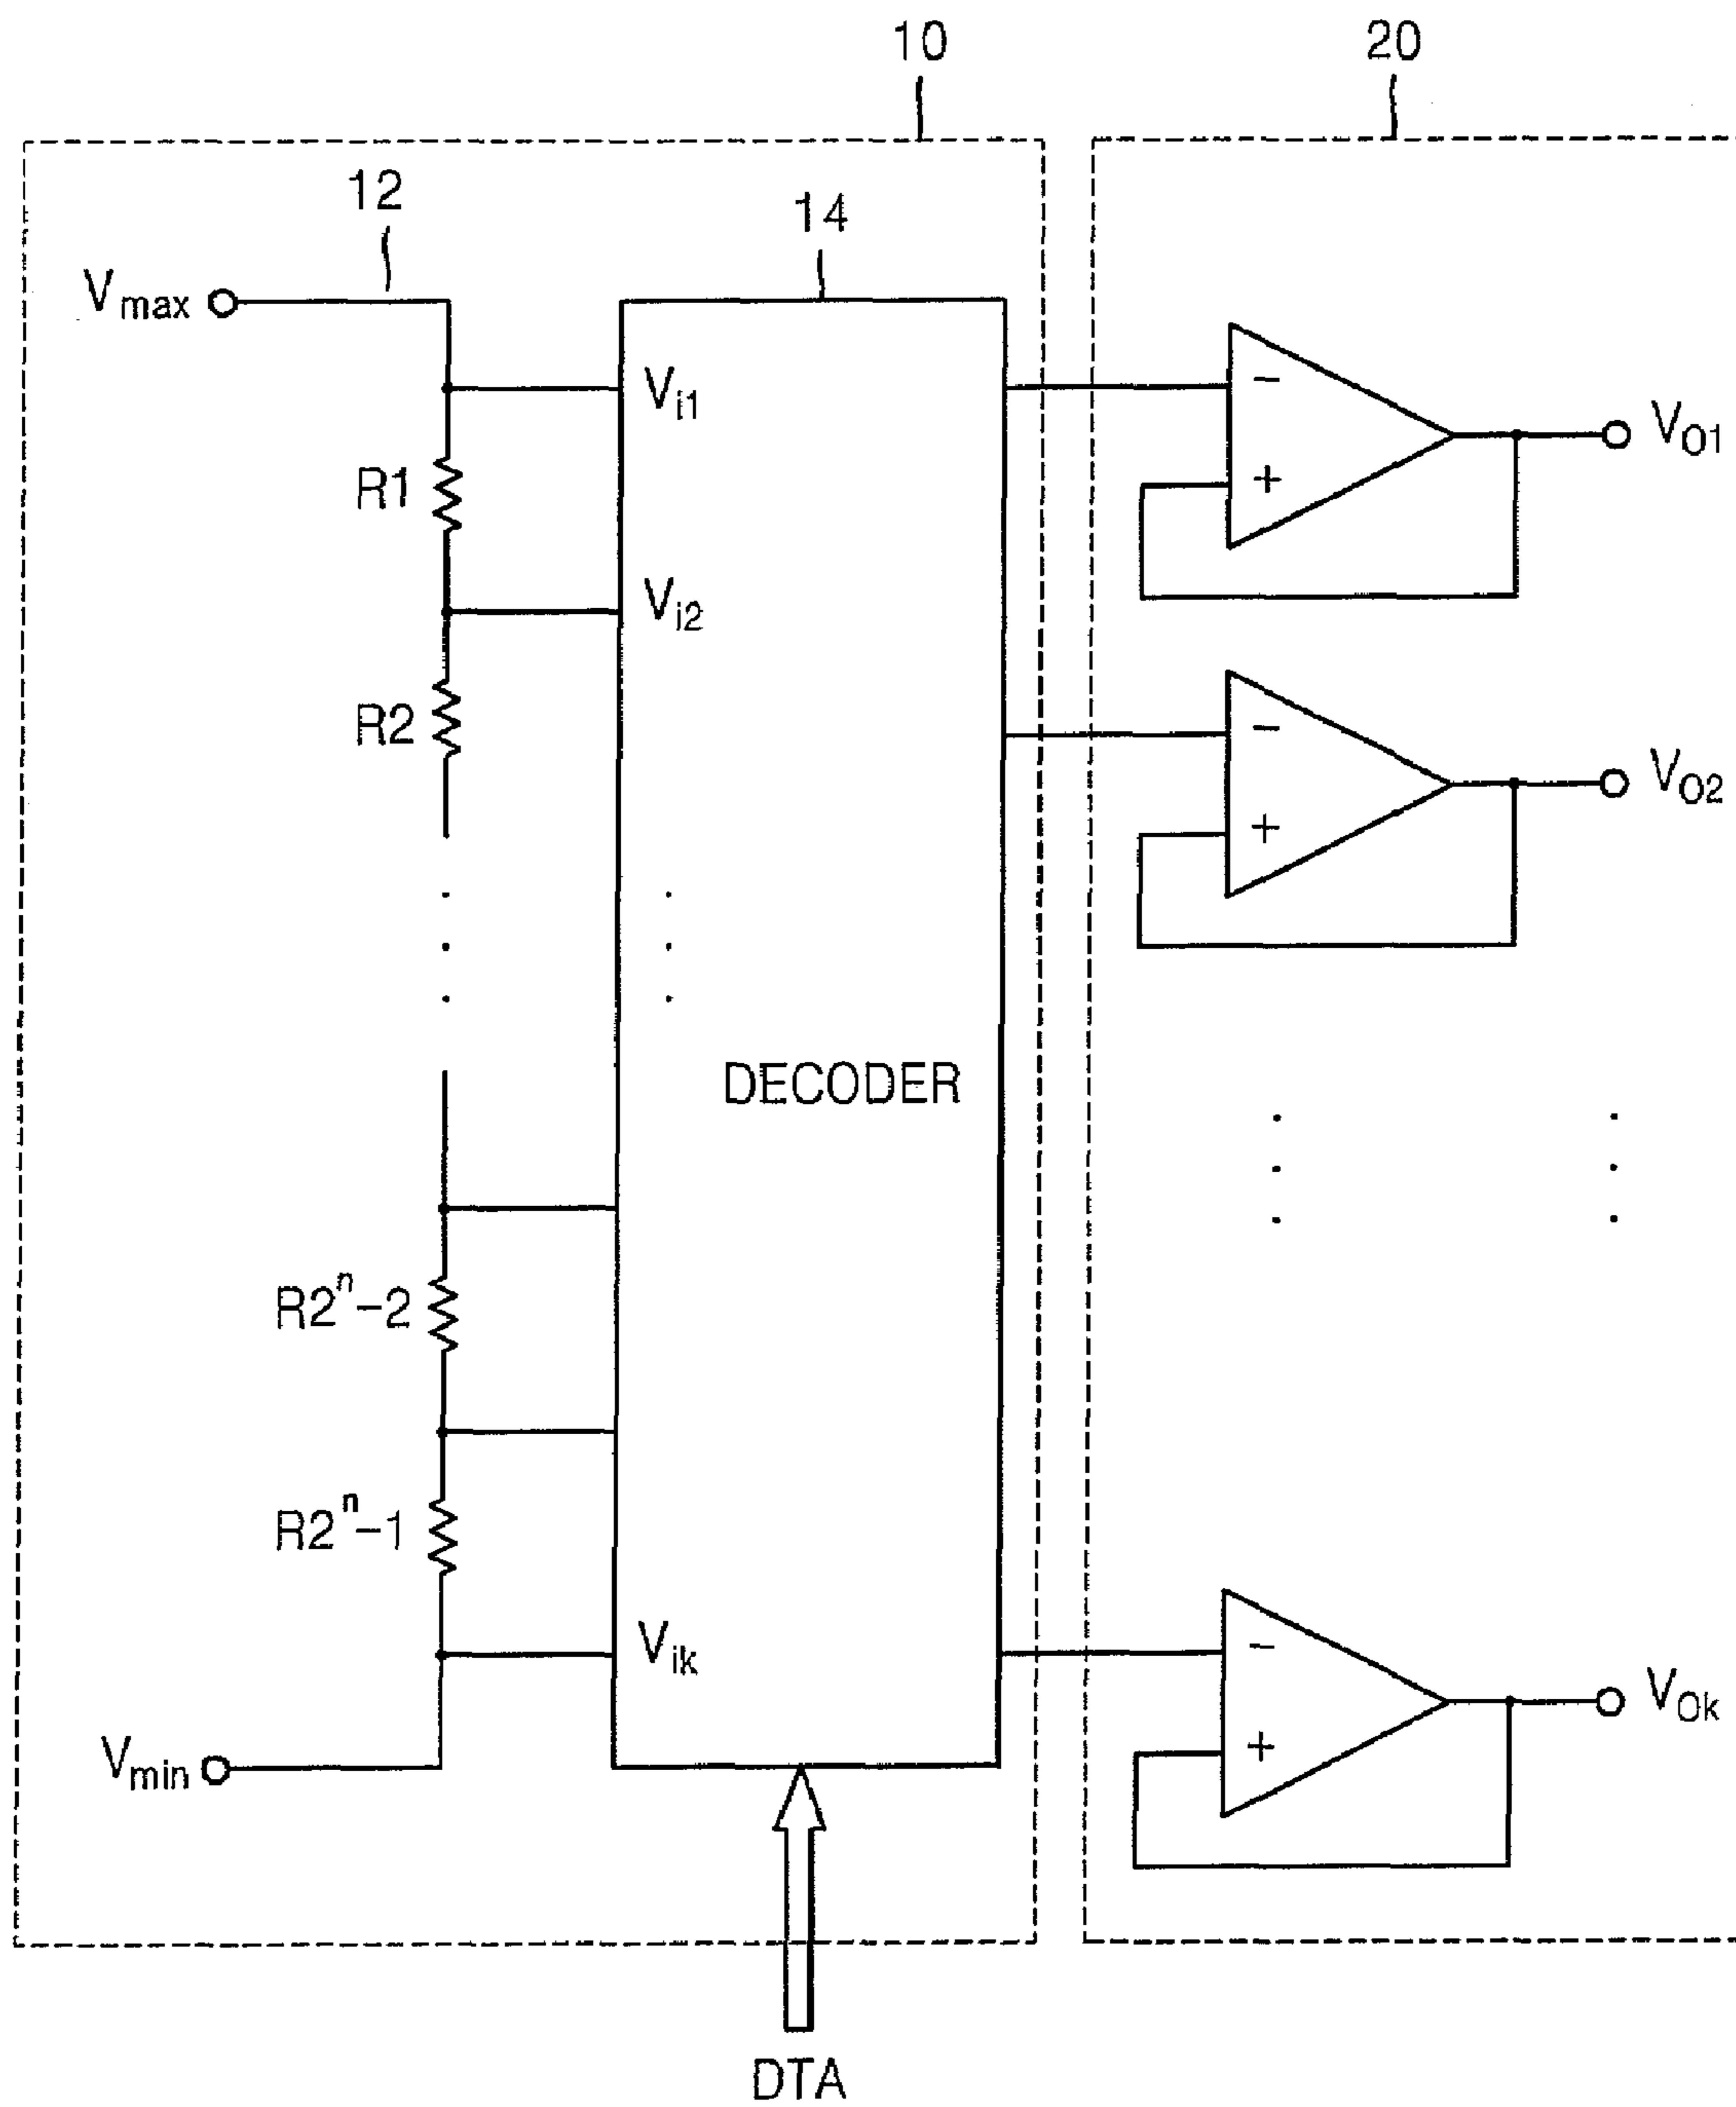 10
20
12
14
Vmax
Vi1
−
VO1
R1
+
Vi2
R2
−
VO2
+
DECODER
R2ⁿ-2
R2ⁿ-1
Vik
−
VOk
+
Vmin
DTA